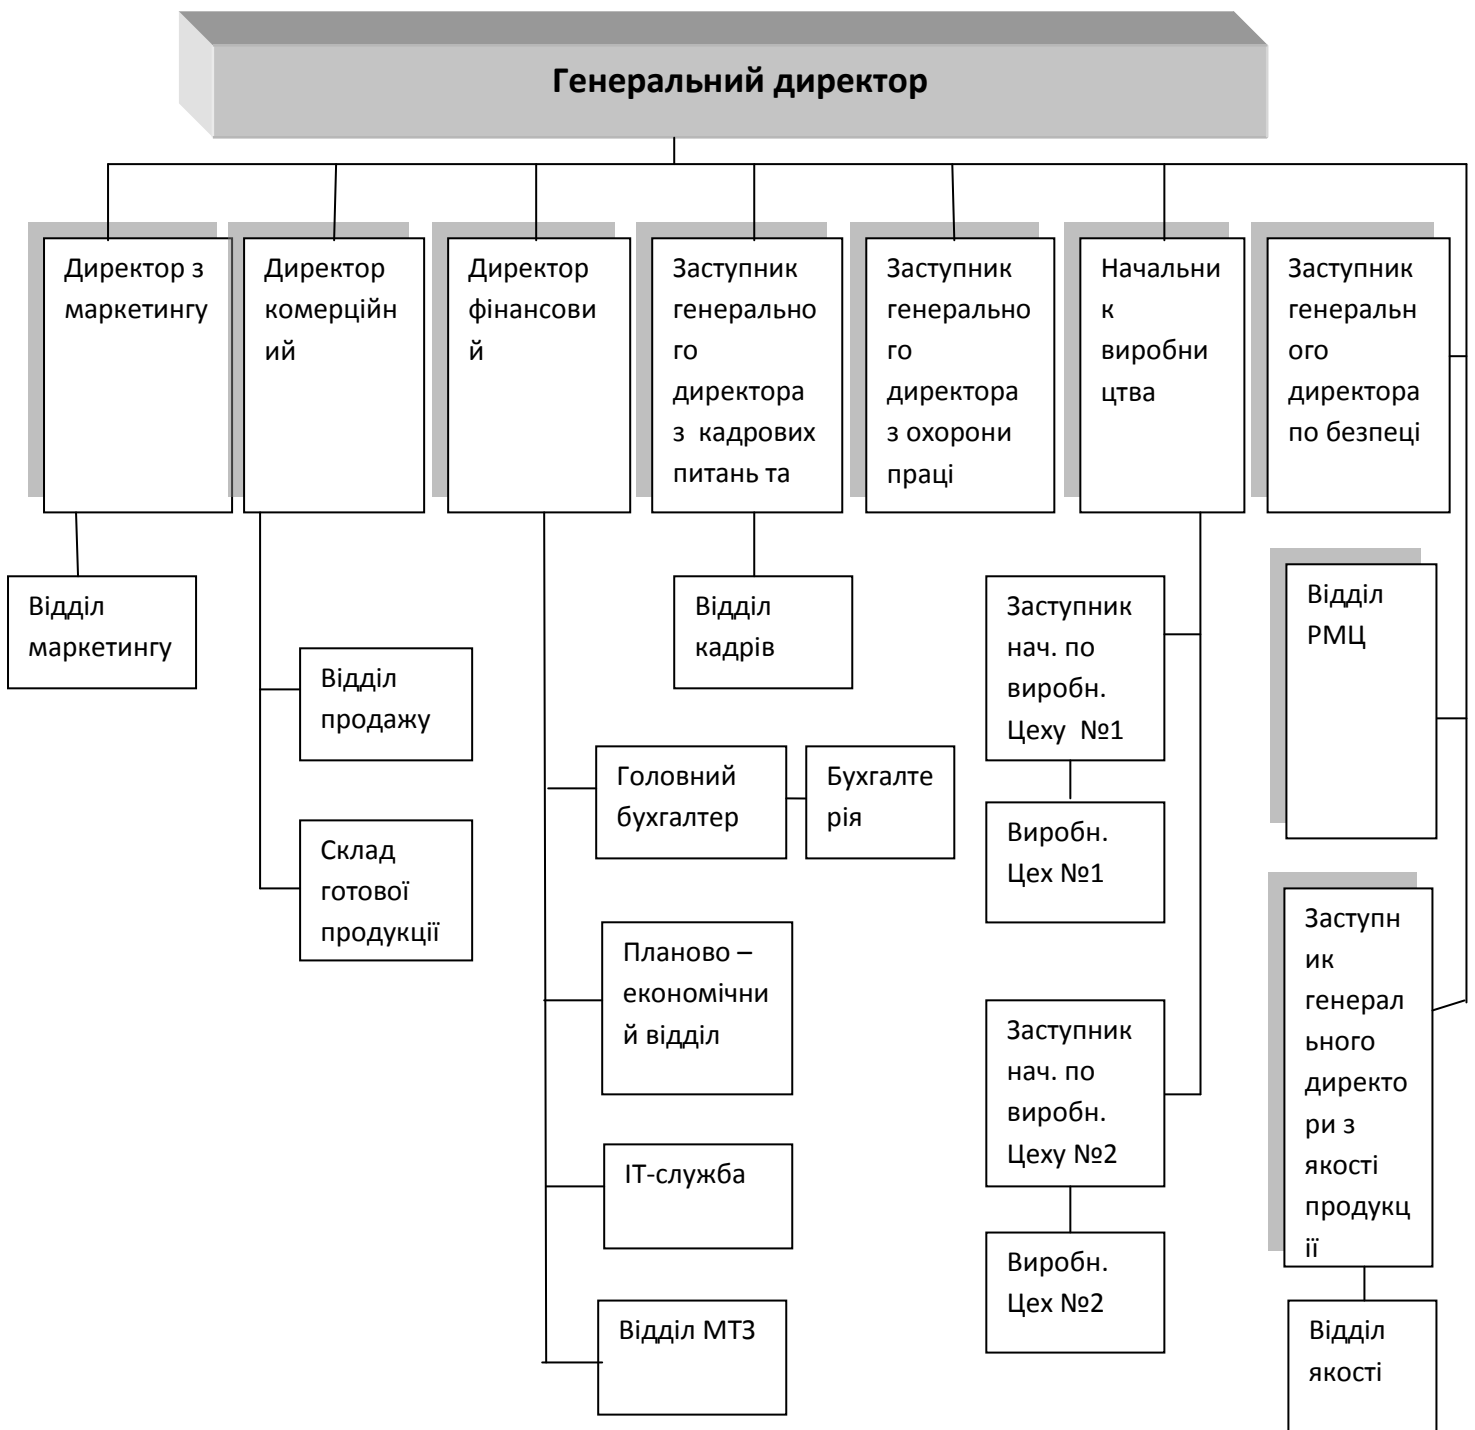 Генеральний директор
Директор з
маркетингу
Директор
комерційн
ий
Директор
фінансови
й
Заступник
генерально
го
директора
з кадрових
питань та
Заступник
генерально
го
директора
з охорони
праці
Начальни
к
виробни
цтва
Заступник
генеральн
ого
директора
по безпеці
Відділ
маркетингу
Відділ
продажу
Склад
готової
продукції
Відділ
кадрів
Головний
бухгалтер
Бухгалте
рія
Планово –
економічни
й відділ
ІТ-служба
Відділ МТЗ
Заступник
нач. по
виробн.
Цеху №1
Виробн.
Цех №1
Заступник
нач. по
виробн.
Цеху №2
Виробн.
Цех №2
Відділ
РМЦ
Заступн
ик
генерал
ьного
директо
ри з
якості
продукц
ії
Відділ
якості